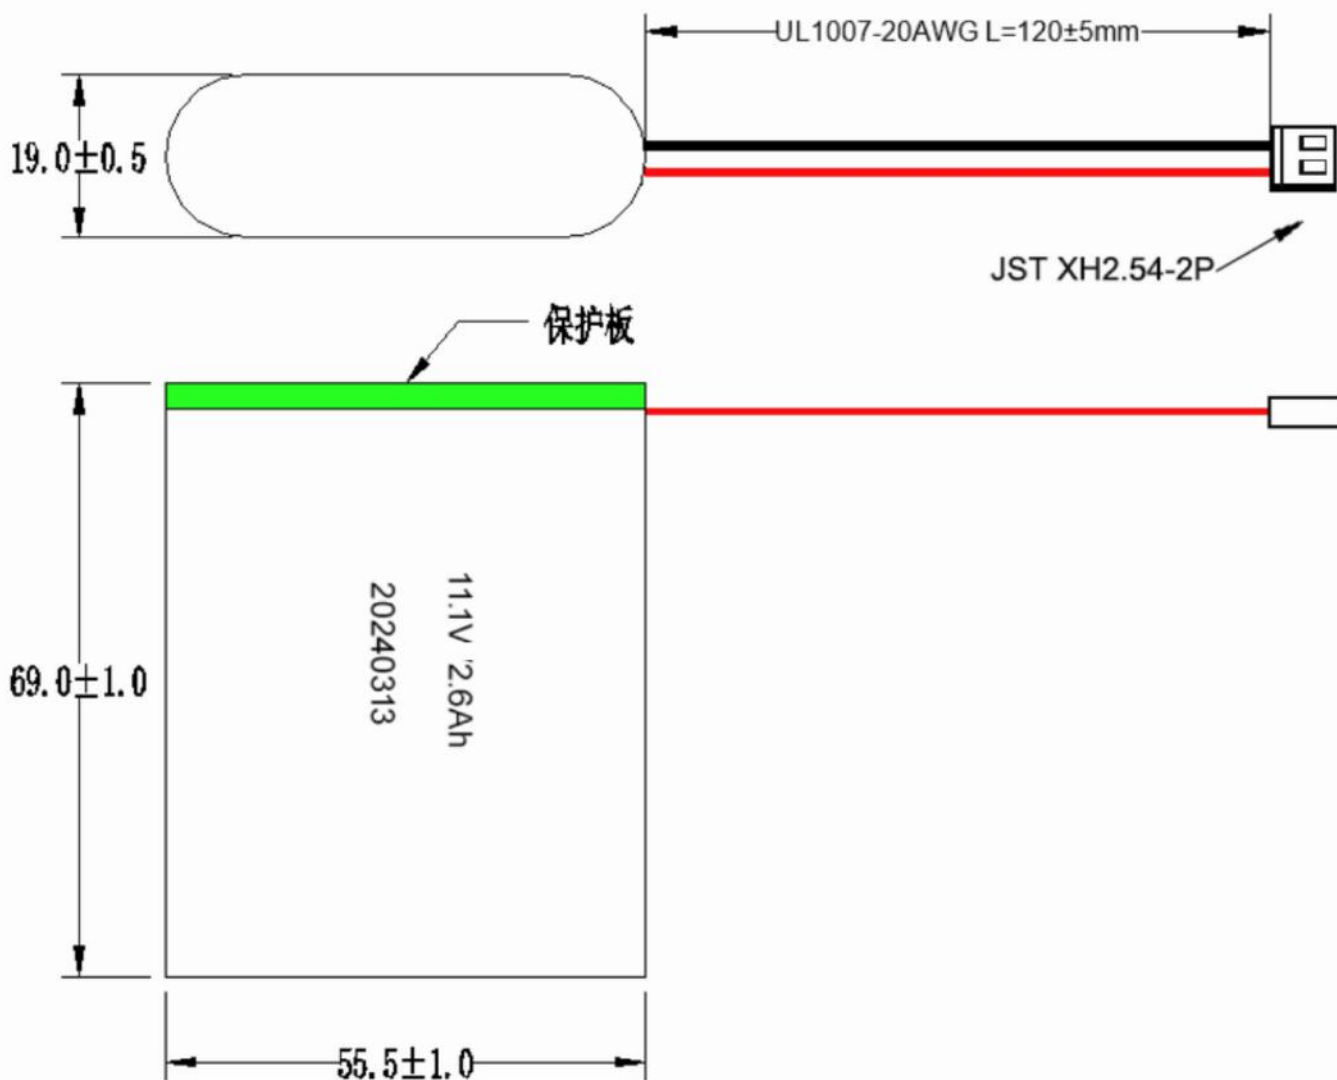 UL1007-20AWG L=120±5mm
19.0±0.5
JST XH2.54-2P
保护板
11.1V '2.6Ah
20240313
69.0±1.0
55.5±1.0